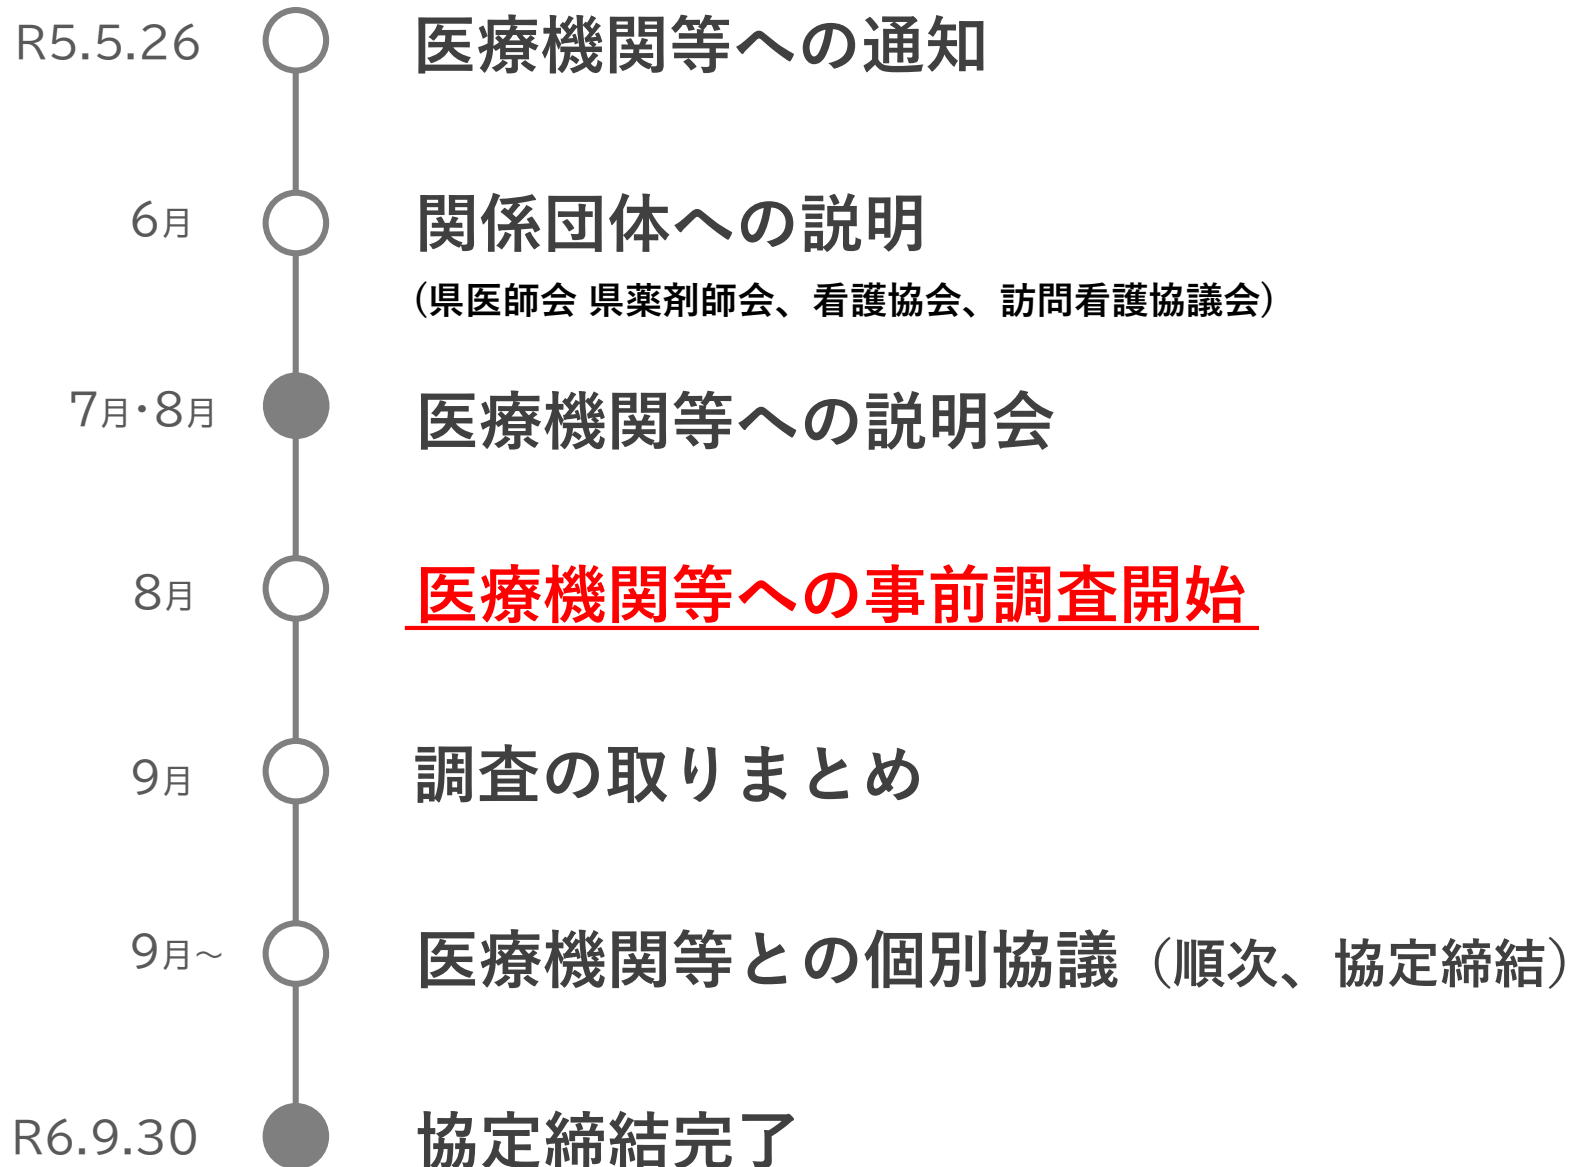 R5.5.26 医療機関等への通知
6月 関係団体への説明
(県医師会 県薬剤師会、看護協会、訪問看護協議会)
7月・8月 医療機関等への説明会
8月 医療機関等への事前調査開始
9月 調査の取りまとめ
9月～ 医療機関等との個別協議（順次、協定締結）
R6.9.30 協定締結完了